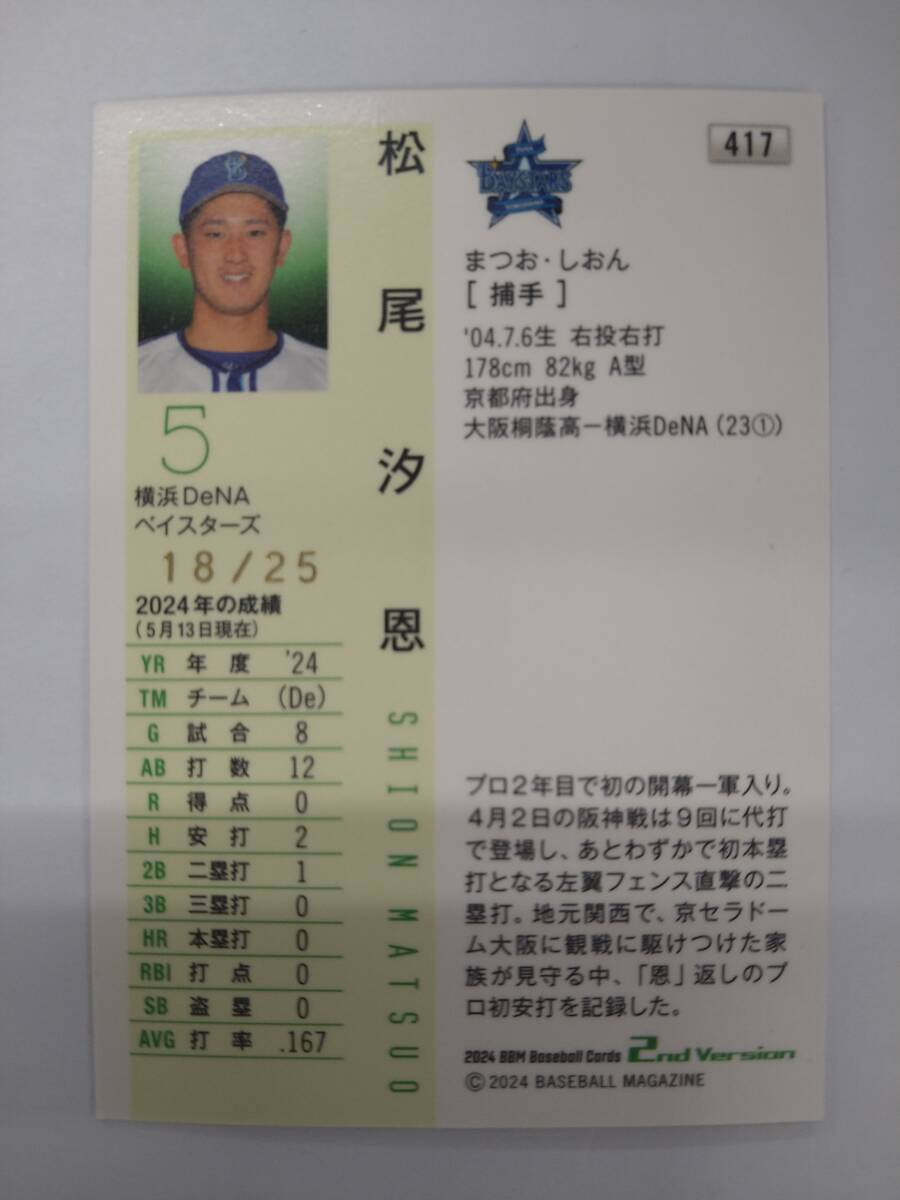 松尾汐恩
SHION MATSUO
B
5
横浜DeNA
ベイスターズ
18/25
2024年の成績
(5月13日現在)
YR 年度 '24
TM チーム (De)
G 試合 8
AB 打数 12
R 得点 0
H 安打 2
2B 二塁打 1
3B 三塁打 0
HR 本塁打 0
RBI 打点 0
SB 盗塁 0
AVG 打率 .167
BAYSTARS
417
まつお・しおん
[ 捕手 ]
'04.7.6生 右投右打
178cm 82kg A型
京都府出身
大阪桐蔭高ー横浜DeNA (23①)
プロ2年目で初の開幕一軍入り。
4月2日の阪神戦は9回に代打
で登場し、あとわずかで初本塁
打となる左翼フェンス直撃の二
塁打。地元関西で、京セラドー
ム大阪に観戦に駆けつけた家
族が見守る中、「恩」返しのプ
ロ初安打を記録した。
2024 BBM Baseball Cards 2nd Version
©2024 BASEBALL MAGAZINE